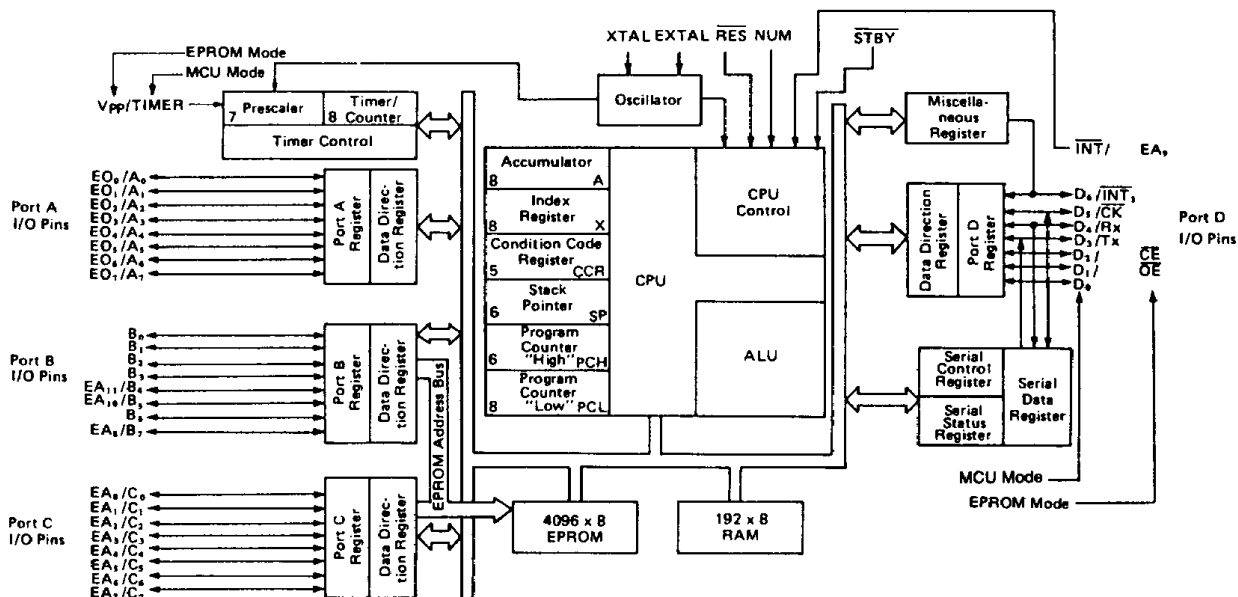 EPROM Mode
MCU Mode
Vpp/TIMER
7 Prescaler
8 Timer/
Counter
Timer Control
XTAL EXTAL RES NUM
STBY
Oscillator
Miscella-
neous
Register
INT/ EA₉
Port A
I/O Pins
EO₀/A₀
EO₁/A₁
EO₂/A₂
EO₃/A₃
EO₄/A₄
EO₅/A₅
EO₆/A₆
EO₇/A₇
Port A
Register
Data Direc-
tion Register
Accumulator
8 A
Index
Register
8 X
Condition Code
Register
5 CCR
Stack
Pointer
6 SP
Program
Counter
6 "High" PCH
Program
Counter
8 "Low" PCL
CPU
CPU
Control
ALU
Data Direction
Register
Port D
Register
D₆/INT₂
D₅/CK
D₄/Rx
D₃/Tx
D₂/
D₁/
D₀
CE
OE
Port D
I/O Pins
Port B
I/O Pins
B₀
B₁
B₂
B₃
EA₁₁/B₄
EA₁₀/B₅
B₆
EA₈/B₇
Port B
Register
Data Direc-
tion Register
EPROM Address Bus
Serial
Control
Register
Serial
Status
Register
Serial
Data
Register
MCU Mode
EPROM Mode
Port C
I/O Pins
EA₀/C₀
EA₁/C₁
EA₂/C₂
EA₃/C₃
EA₄/C₄
EA₅/C₅
EA₆/C₆
EA₇/C₇
Port C
Register
Data Direc-
tion Register
4096 x 8
EPROM
192 x 8
RAM